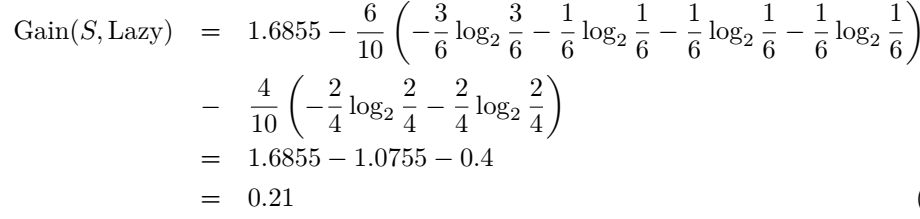 Gain(S, Lazy) = 1.6855 − 6/10 (−3/6 log₂ 3/6 − 1/6 log₂ 1/6 − 1/6 log₂ 1/6 − 1/6 log₂ 1/6)
− 4/10 (−2/4 log₂ 2/4 − 2/4 log₂ 2/4)
= 1.6855 − 1.0755 − 0.4
= 0.21 (